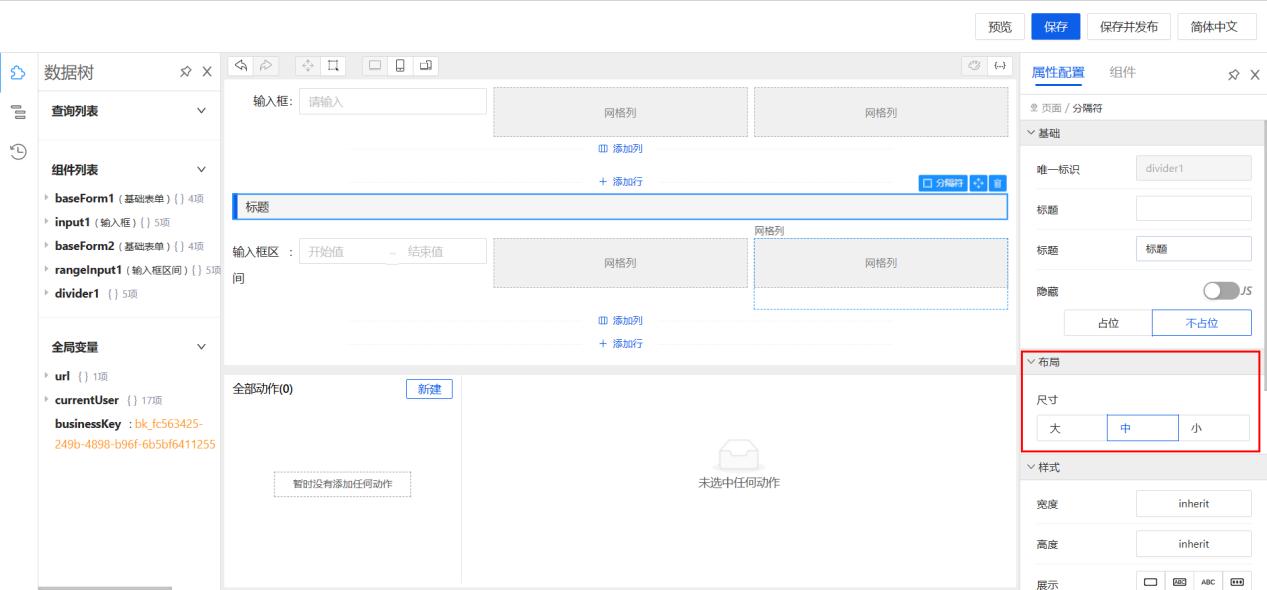 预览 保存 保存并发布 简体中文
数据树
查询列表
组件列表
baseForm1 ( 基础表单 ) { } 4项
input1 ( 输入框 ) { } 5项
baseForm2 ( 基础表单 ) { } 4项
rangeInput1 ( 输入框区间 ) { } 5项
divider1 { } 5项
全局变量
url { } 1项
currentUser { } 17项
businessKey : bk_fc563425-
249b-4898-b96f-6b5bf6411255
输入框: 请输入 网格列 网格列
添加列
+ 添加行
分隔符
标题
网格列
输入框区间 : 开始值 ~ 结束值 网格列 网格列
添加列
+ 添加行
全部动作(0) 新建
暂时没有添加任何动作
未选中任何动作
属性配置 组件
页面 / 分隔符
基础
唯一标识 divider1
标题
标题 标题
隐藏 JS
占位 不占位
布局
尺寸
大 中 小
样式
宽度 inherit
高度 inherit
展示 ABC ABC